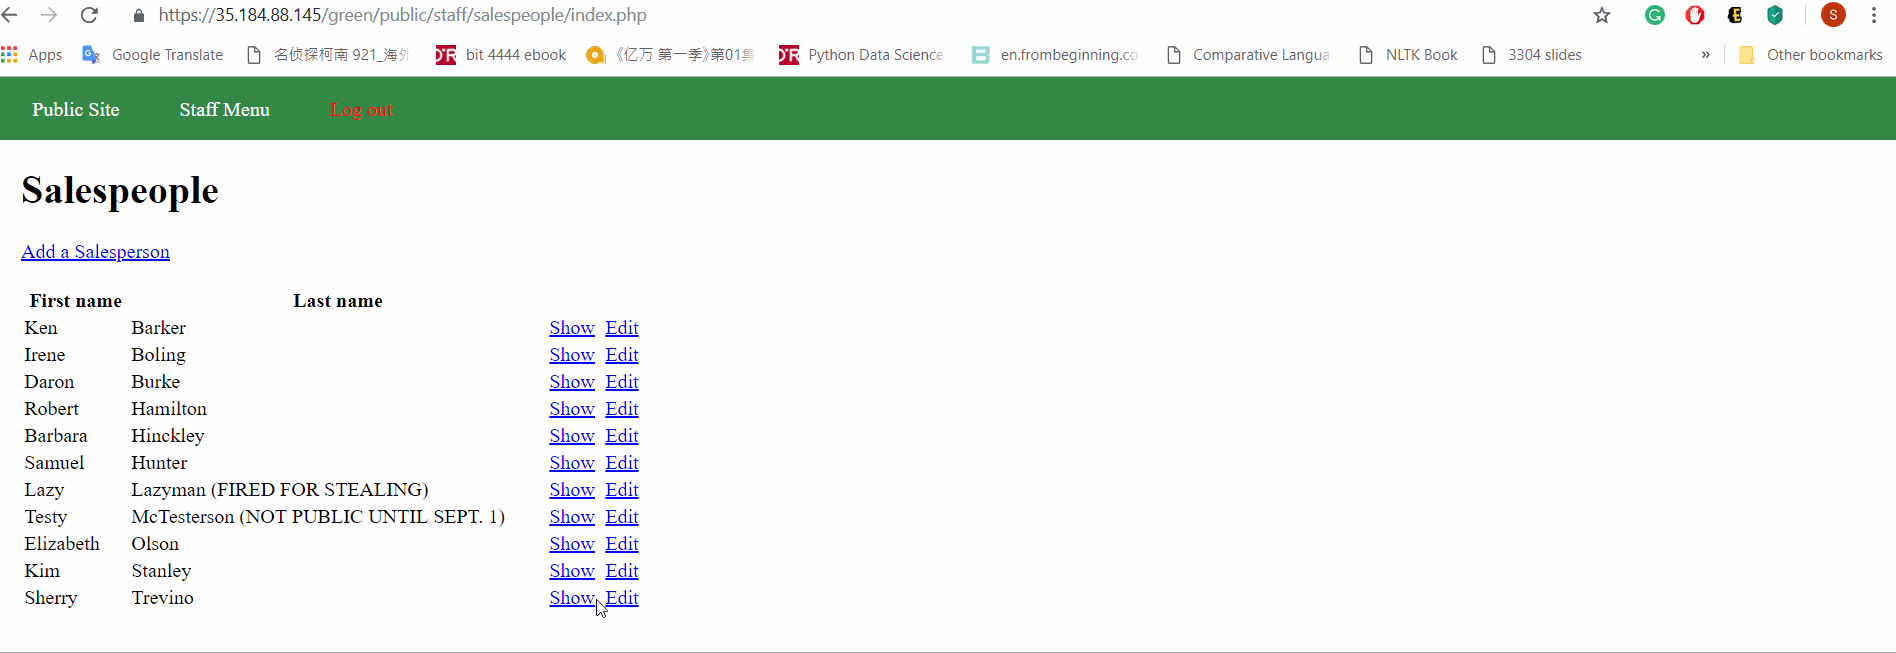 https://35.184.88.145/green/public/staff/salespeople/index.php S
Apps Google Translate 名侦探柯南 921_海外 bit 4444 ebook 《亿万 第一季》第01集 Python Data Science en.frombeginning.co Comparative Langua NLTK Book 3304 slides » Other bookmarks
Public Site Staff Menu Log out
Salespeople
Add a Salesperson
First name Last name
Ken Barker Show Edit
Irene Boling Show Edit
Daron Burke Show Edit
Robert Hamilton Show Edit
Barbara Hinckley Show Edit
Samuel Hunter Show Edit
Lazy Lazyman (FIRED FOR STEALING) Show Edit
Testy McTesterson (NOT PUBLIC UNTIL SEPT. 1) Show Edit
Elizabeth Olson Show Edit
Kim Stanley Show Edit
Sherry Trevino Show Edit